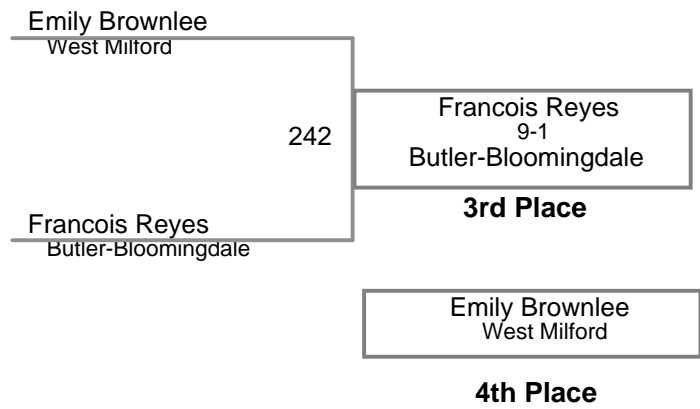 Emily Brownlee
West Milford
242
Francois Reyes
9-1
Butler-Bloomingdale
3rd Place
Francois Reyes
Butler-Bloomingdale
Emily Brownlee
West Milford
4th Place